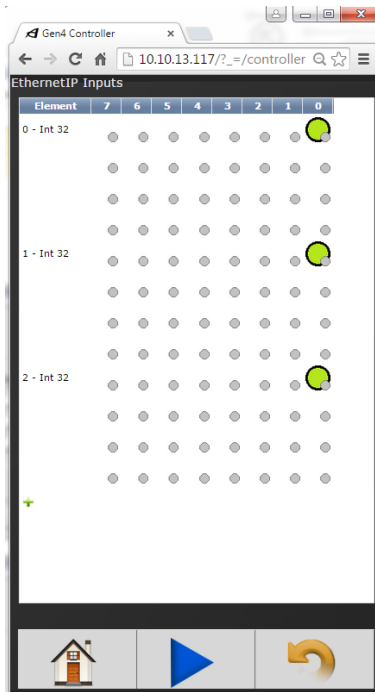 Gen4 Controller
10.10.13.117/?_=/controller
EthernetIP Inputs
Element 7 6 5 4 3 2 1 0
0 - Int 32
1 - Int 32
2 - Int 32